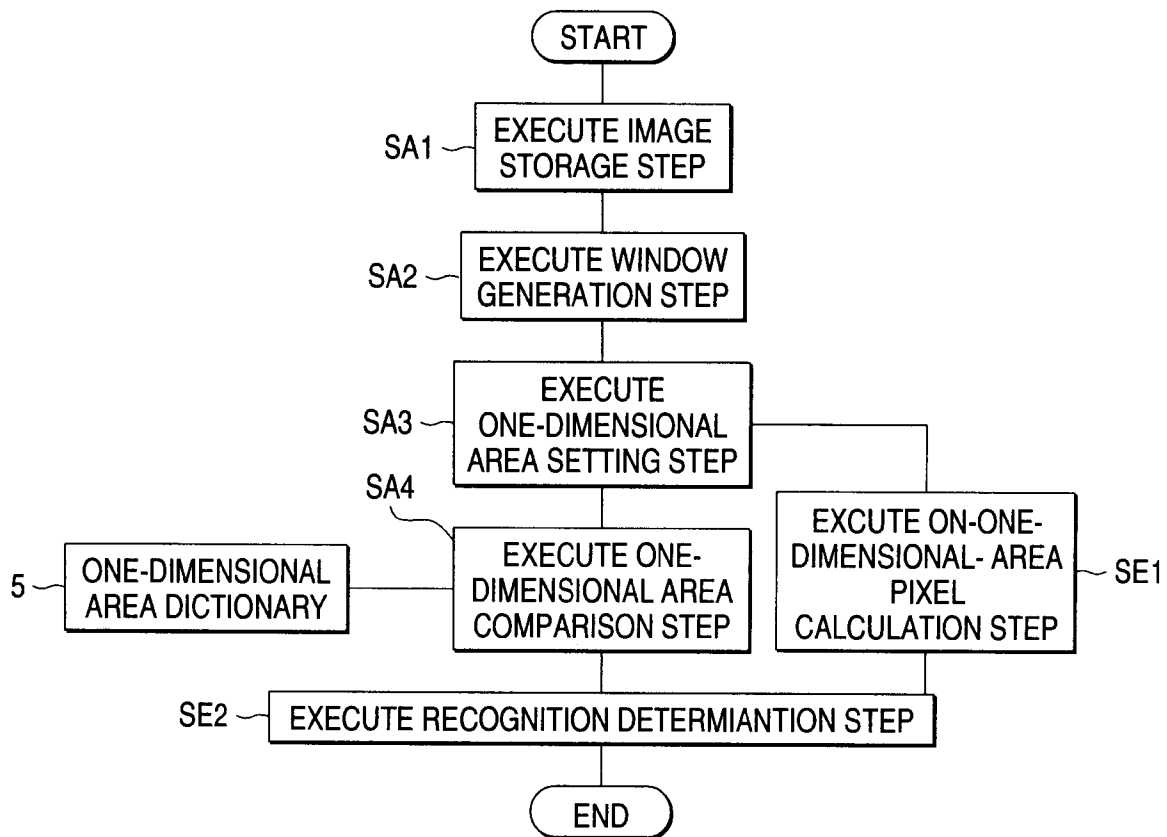 START
SA1
EXECUTE IMAGE
STORAGE STEP
SA2
EXECUTE WINDOW
GENERATION STEP
SA3
EXECUTE
ONE-DIMENSIONAL
AREA SETTING STEP
SA4
5
ONE-DIMENSIONAL
AREA DICTIONARY
EXECUTE ONE-
DIMENSIONAL AREA
COMPARISON STEP
EXCUTE ON-ONE-
DIMENSIONAL- AREA
PIXEL
CALCULATION STEP
SE1
SE2
EXECUTE RECOGNITION DETERMIANTION STEP
END